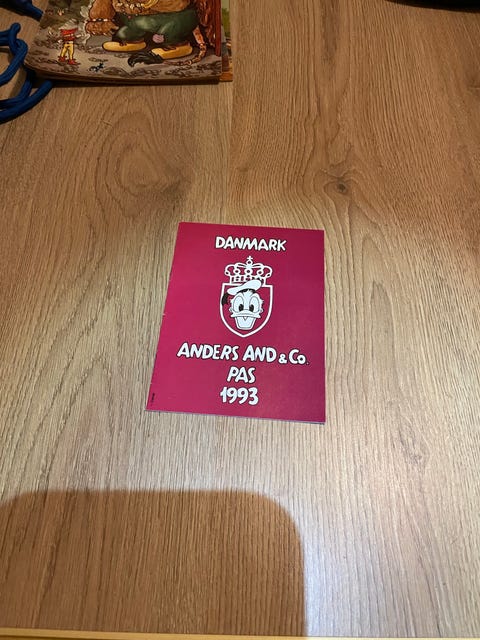 DANMARK
ANDERS AND & Co.
PAS
1993